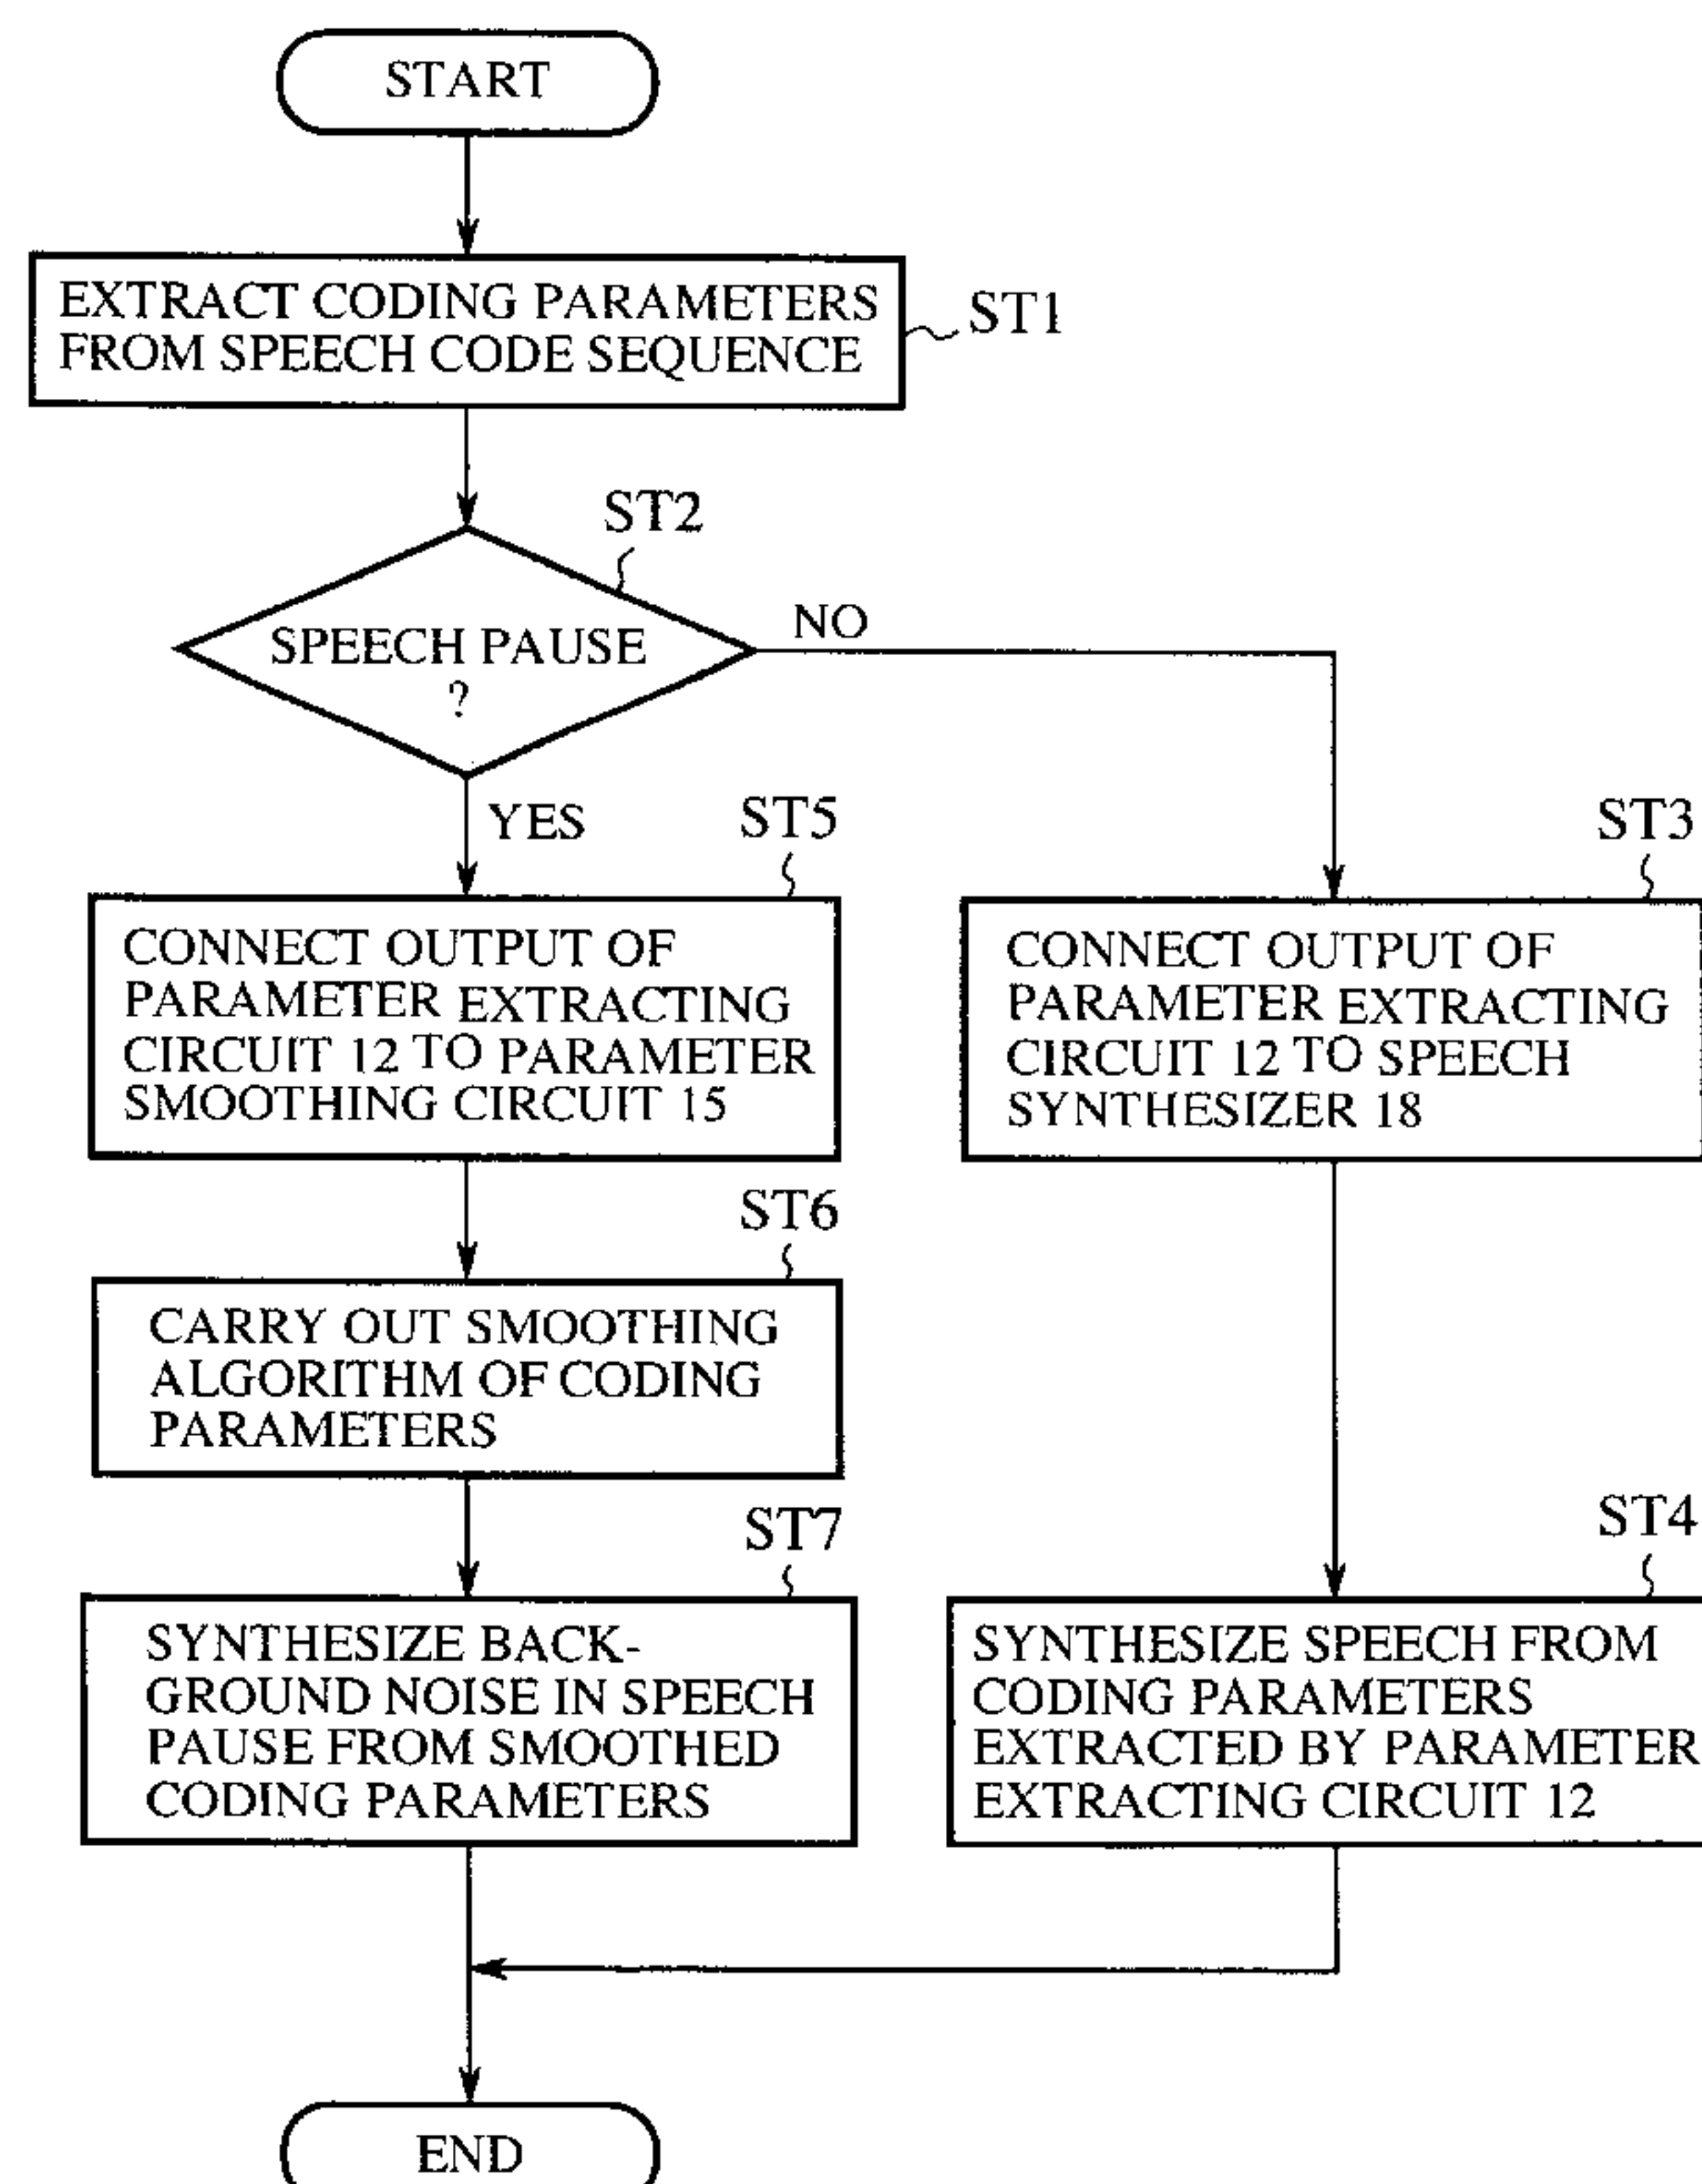 START
EXTRACT CODING PARAMETERS
FROM SPEECH CODE SEQUENCE
ST1
ST2
SPEECH PAUSE
?
NO
YES
ST5
CONNECT OUTPUT OF
PARAMETER EXTRACTING
CIRCUIT 12 TO PARAMETER
SMOOTHING CIRCUIT 15
ST3
CONNECT OUTPUT OF
PARAMETER EXTRACTING
CIRCUIT 12 TO SPEECH
SYNTHESIZER 18
ST6
CARRY OUT SMOOTHING
ALGORITHM OF CODING
PARAMETERS
ST7
SYNTHESIZE BACK-
GROUND NOISE IN SPEECH
PAUSE FROM SMOOTHED
CODING PARAMETERS
ST4
SYNTHESIZE SPEECH FROM
CODING PARAMETERS
EXTRACTED BY PARAMETER
EXTRACTING CIRCUIT 12
END